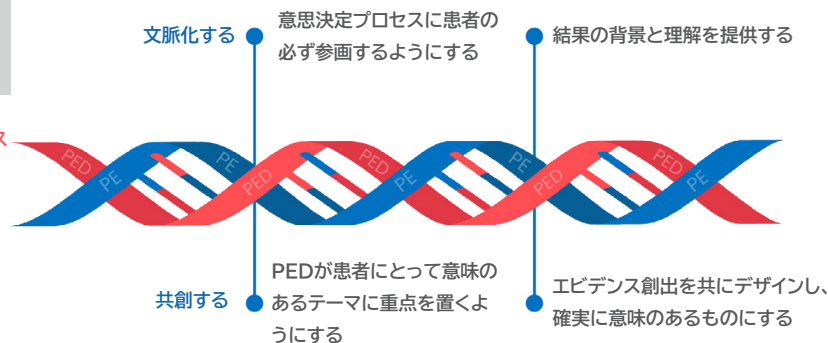 文脈化する
意思決定プロセスに患者の
必ず参画するようにする
結果の背景と理解を提供する
ス
PED
PE
PE
PED
PED
PE
PE
PED
PED
PE
共創する
PEDが患者にとって意味の
あるテーマに重点を置くよ
うにする
エビデンス創出を共にデザインし、
確実に意味のあるものにする